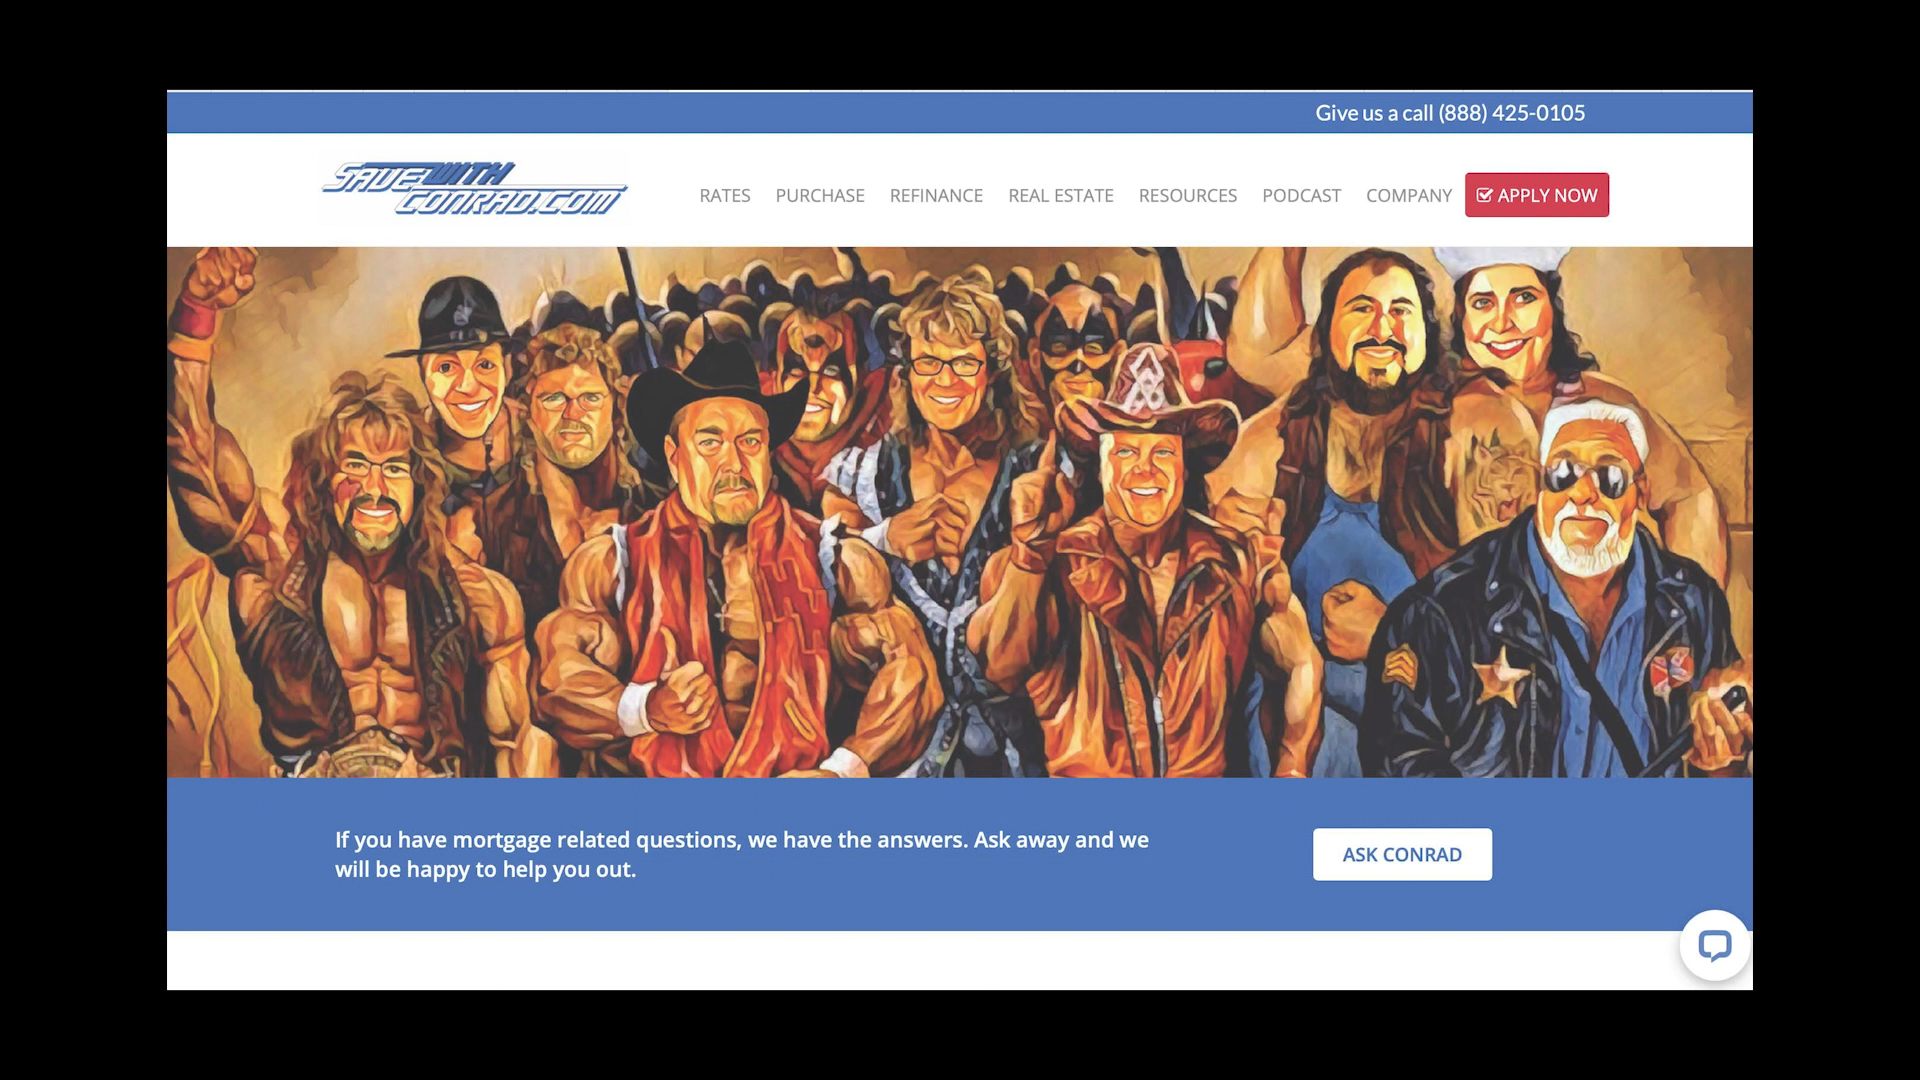 Give us a call (888) 425-0105
SAVE WITH
CONRAD.COM
RATES PURCHASE REFINANCE REAL ESTATE RESOURCES PODCAST COMPANY APPLY NOW
If you have mortgage related questions, we have the answers. Ask away and we
will be happy to help you out.
ASK CONRAD